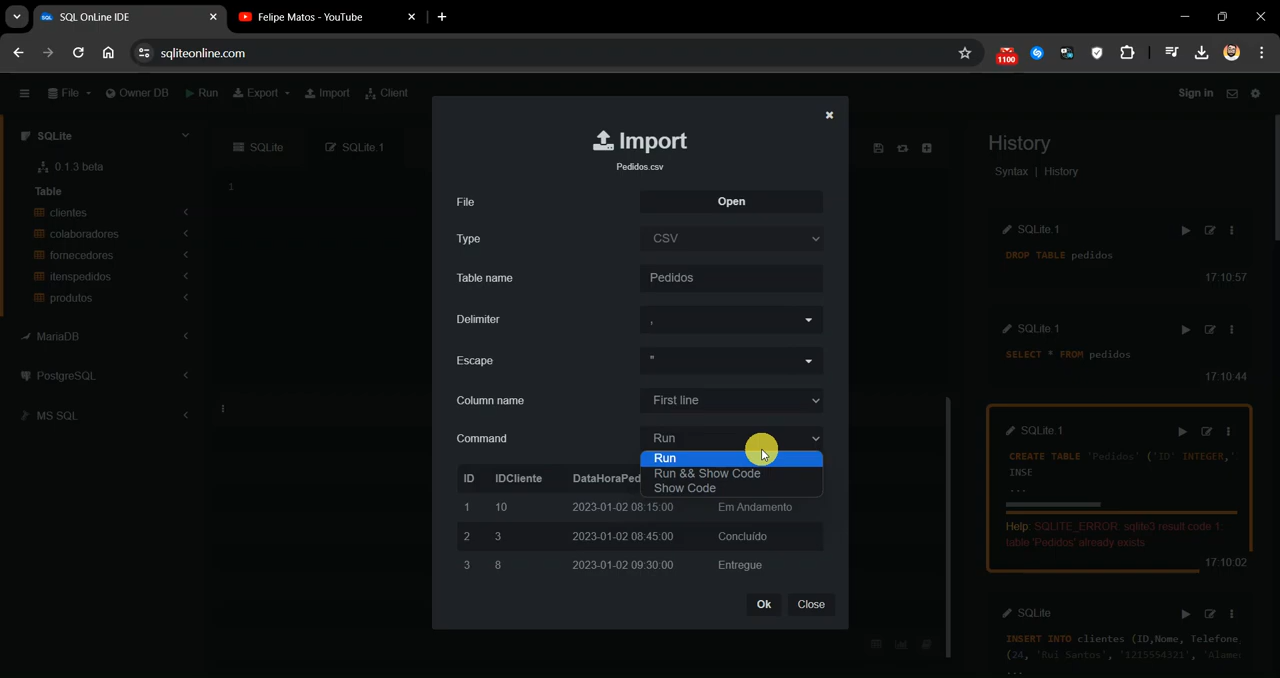 SQL OnLine IDE
Felipe Matos - YouTube
sqliteonline.com
1100
File
Owner DB
Run
Export
Import
Client
Sign in
SQLite
0.1.3 beta
Table
clientes
colaboradores
fornecedores
itenspedidos
produtos
MariaDB
PostgreSQL
MS SQL
SQLite
SQLite.1
1
Import
Pedidos.csv
File
Open
Type
CSV
Table name
Pedidos
Delimiter
,
Escape
"
Column name
First line
Command
Run
Run
Run && Show Code
Show Code
ID IDCliente DataHoraPed
1 10 2023-01-02 08:15:00 Em Andamento
2 3 2023-01-02 08:45:00 Concluído
3 8 2023-01-02 09:30:00 Entregue
Ok
Close
History
Syntax | History
SQLite.1
DROP TABLE pedidos
17:10:57
SQLite.1
SELECT * FROM pedidos
17:10:44
SQLite.1
CREATE TABLE 'Pedidos' ('ID' INTEGER,'
INSE
...
Help: SQLITE_ERROR: sqlite3 result code 1:
table 'Pedidos' already exists
17:10:02
SQLite
INSERT INTO clientes (ID,Nome, Telefone,
(24, 'Rui Santos', '1215554321', 'Alame
...